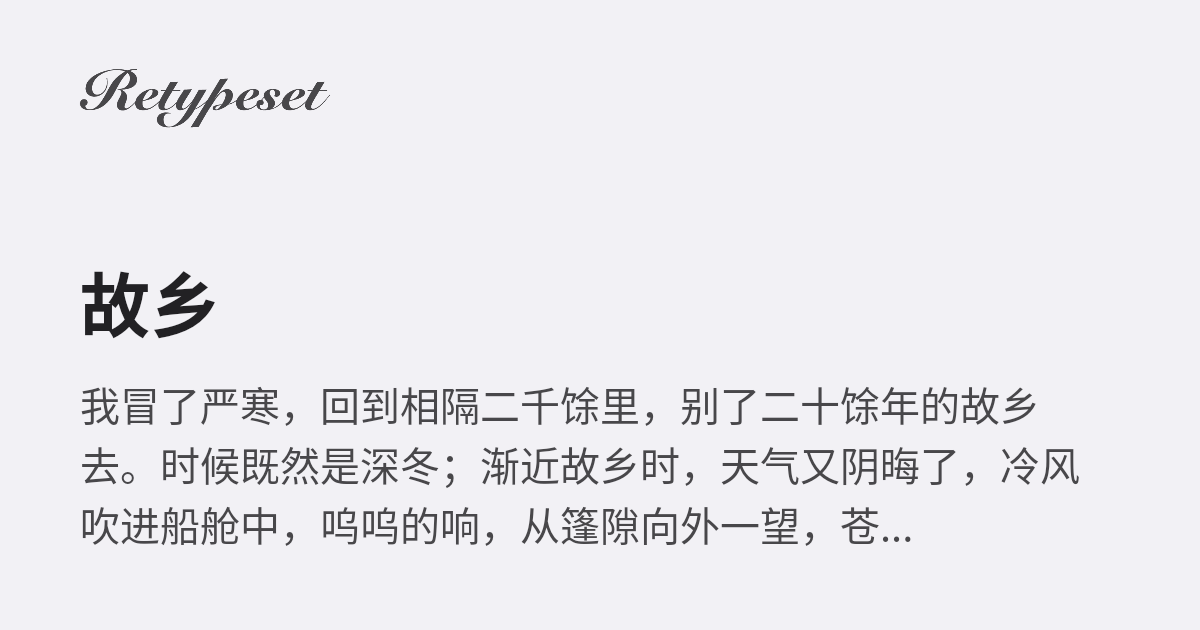 Retypeset
故乡
我冒了严寒，回到相隔二千馀里，别了二十馀年的故乡
去。时候既然是深冬；渐近故乡时，天气又阴晦了，冷风
吹进船舱中，呜呜的响，从篷隙向外一望，苍...